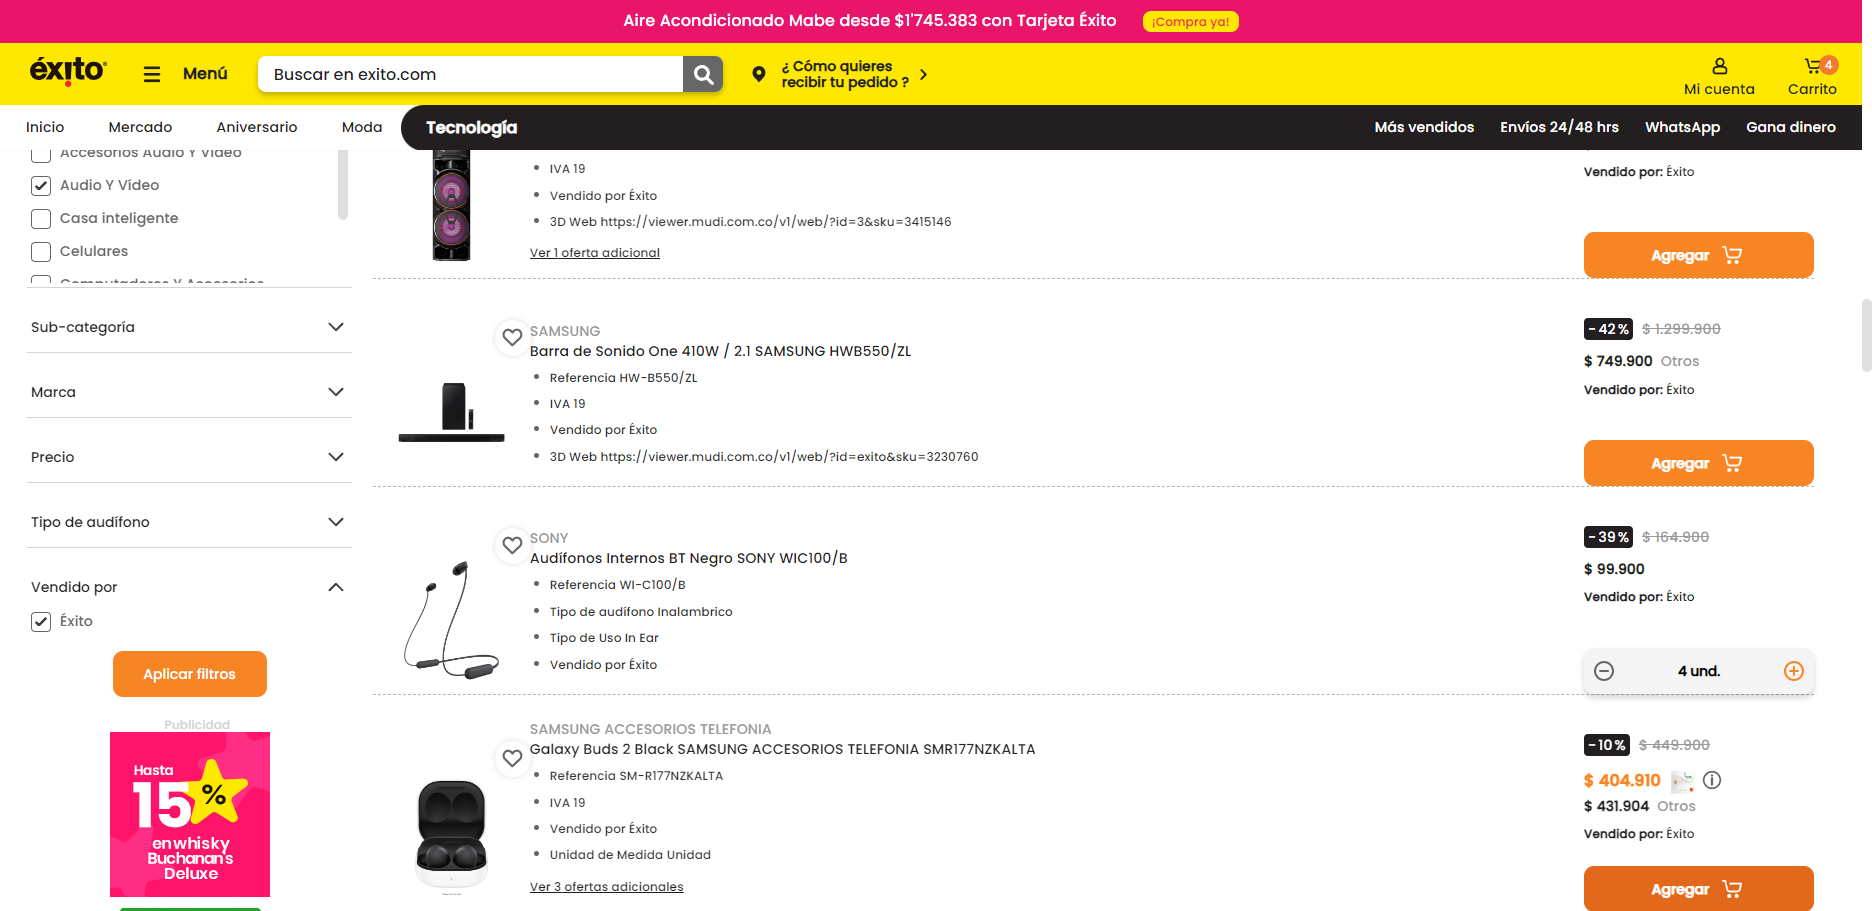 Aire Acondicionado Mabe desde $1'745.383 con Tarjeta Éxito
¡Compra ya!
éxito
Menú
Buscar en exito.com
¿ Cómo quieres
recibir tu pedido ?
Mi cuenta
4
Carrito
Inicio
Mercado
Aniversario
Moda
Tecnología
Más vendidos
Envíos 24/48 hrs
WhatsApp
Gana dinero
Accesorios Audio Y Video
Audio Y Vídeo
Casa inteligente
Celulares
Computadores Y Accesorios
Sub-categoría
Marca
Precio
Tipo de audífono
Vendido por
Éxito
Aplicar filtros
Publicidad
Hasta
15%
en whisky
Buchanan's
Deluxe
IVA 19
Vendido por Éxito
3D Web https://viewer.mudi.com.co/v1/web/?id=3&sku=3415146
Ver 1 oferta adicional
Vendido por: Éxito
Agregar
SAMSUNG
Barra de Sonido One 410W / 2.1 SAMSUNG HWB550/ZL
Referencia HW-B550/ZL
IVA 19
Vendido por Éxito
3D Web https://viewer.mudi.com.co/v1/web/?id=exito&sku=3230760
-42% $ 1.299.900
$ 749.900 Otros
Vendido por: Éxito
Agregar
SONY
Audífonos Internos BT Negro SONY WIC100/B
Referencia WI-C100/B
Tipo de audífono Inalambrico
Tipo de Uso In Ear
Vendido por Éxito
-39% $ 164.900
$ 99.900
Vendido por: Éxito
4 und.
SAMSUNG ACCESORIOS TELEFONIA
Galaxy Buds 2 Black SAMSUNG ACCESORIOS TELEFONIA SMR177NZKALTA
Referencia SM-R177NZKALTA
IVA 19
Vendido por Éxito
Unidad de Medida Unidad
Ver 3 ofertas adicionales
-10% $ 449.900
$ 404.910
$ 431.904 Otros
Vendido por: Éxito
Agregar